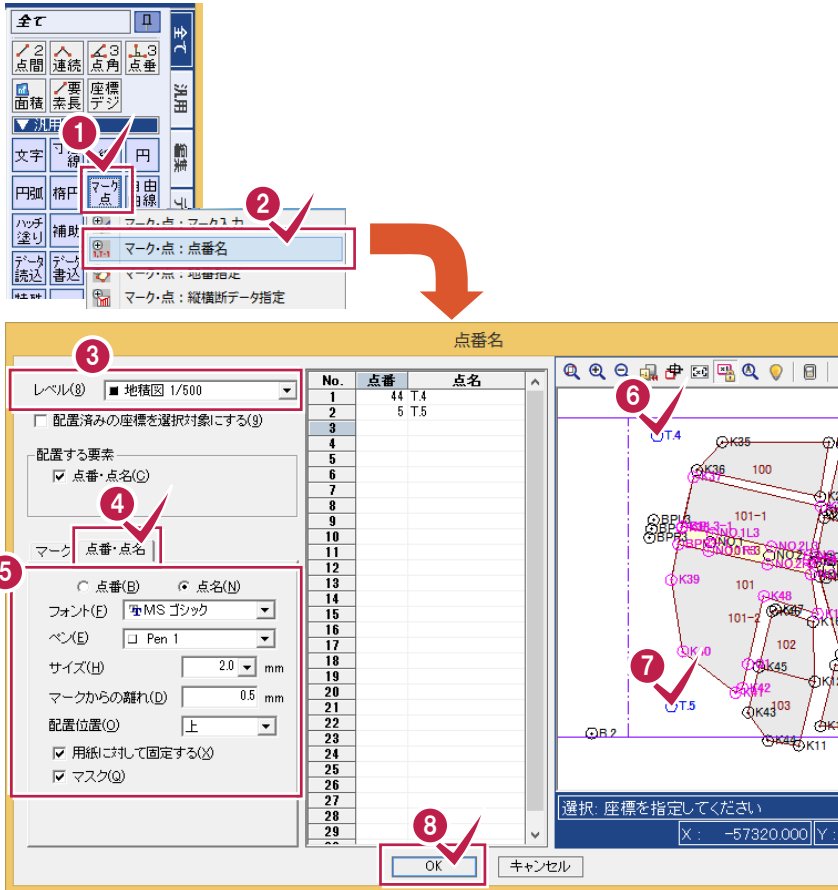 全て
全て
2点間
連続
3点角
3点垂
面積
要素長
座標デジ
汎用
▼ 汎用
1
文字
円
円弧
楕円
マーク点
自由曲線
2
ハッチ塗り
補助
マーク・点：マーク入力
マーク・点：点番名
データ読込
データ書込
マーク・点：地番指定
マーク・点：縦横断データ指定
点番名
3
レベル(8)
地積図 1/500
配置済みの座標を選択対象にする(9)
配置する要素
点番・点名(C)
4
マーク
点番・点名
5
点番(B)
点名(N)
フォント(F)
MS ゴシック
ペン(E)
Pen 1
サイズ(H)
2.0
mm
マークからの離れ(D)
0.5
mm
配置位置(O)
上
用紙に対して固定する(X)
マスク(Q)
No. 点番 点名
1 44 T.4
2 5 T.5
3
4
5
6
7
8
9
10
11
12
13
14
15
16
17
18
19
20
21
22
23
24
25
26
27
28
29
6
T.4
K35
K36
100
K37
101-1
NO.1
K39
101
K48
101-2
102
K45
7
K42
T.5
K43
103
B.2
K44
K11
選択: 座標を指定してください
X : -57320.000 Y :
8
OK
キャンセル